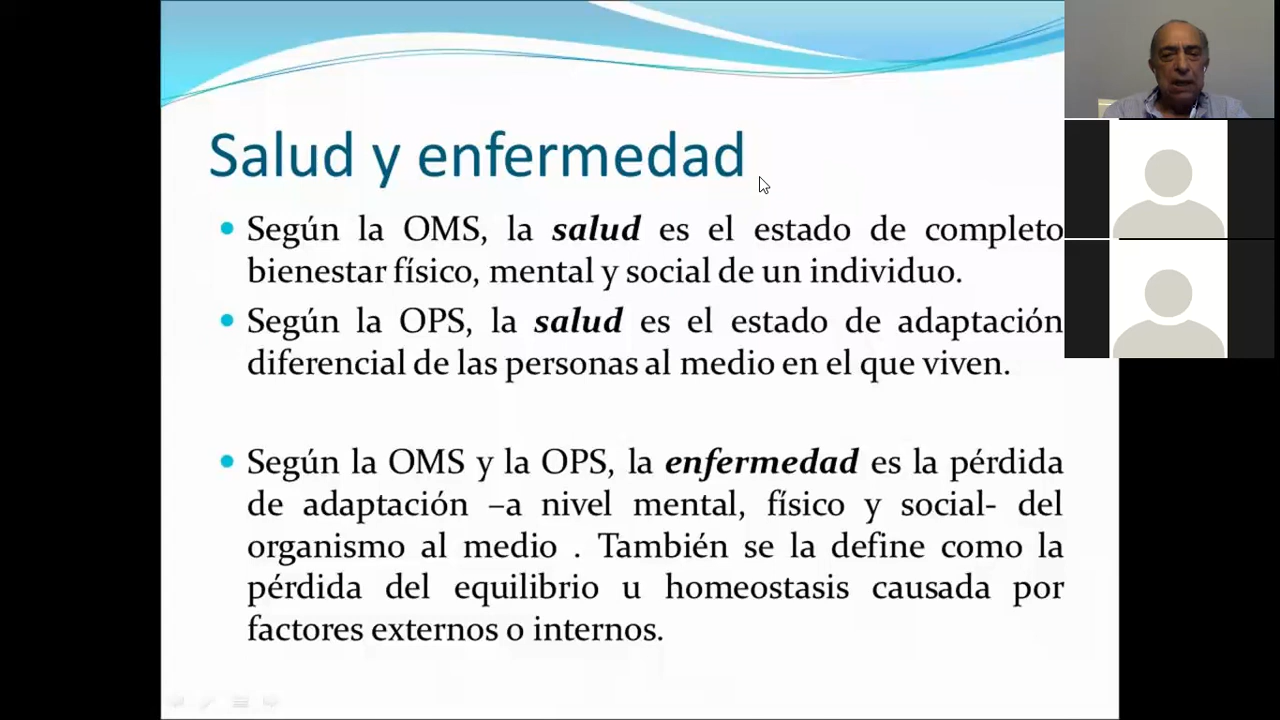 Salud y enfermedad
• Según la OMS, la salud es el estado de completo
bienestar físico, mental y social de un individuo.
• Según la OPS, la salud es el estado de adaptación
diferencial de las personas al medio en el que viven.
• Según la OMS y la OPS, la enfermedad es la pérdida
de adaptación –a nivel mental, físico y social- del
organismo al medio . También se la define como la
pérdida del equilibrio u homeostasis causada por
factores externos o internos.